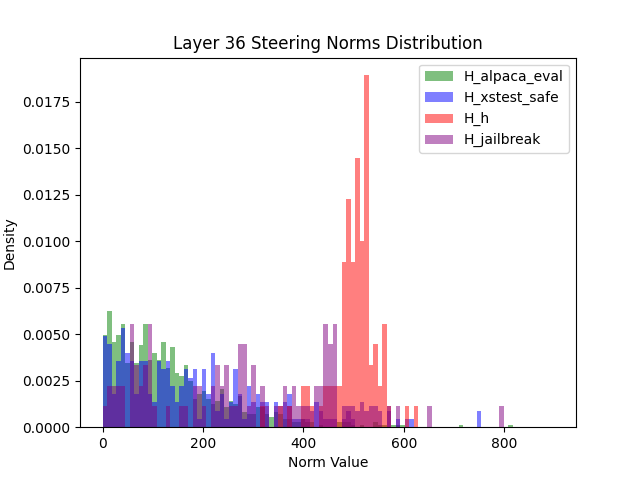 Layer 36 Steering Norms Distribution
H_alpaca_eval
H_xstest_safe
H_h
H_jailbreak
Density
0.0175
0.0150
0.0125
0.0100
0.0075
0.0050
0.0025
0.0000
0 200 400 600 800
Norm Value